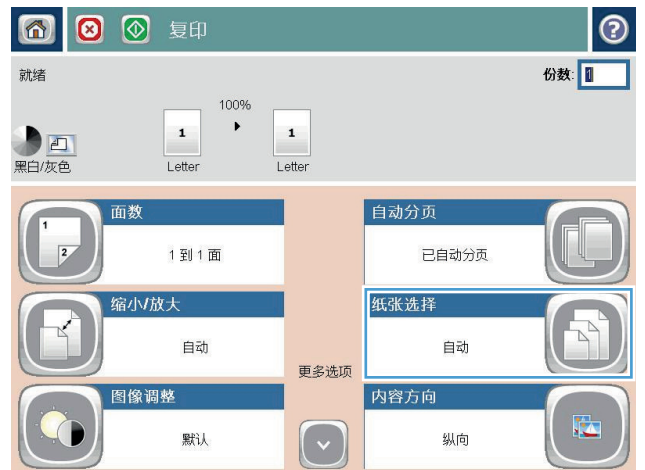 复印
就绪
份数: 1
100%
1
1
黑白/灰色
Letter
Letter
面数
1 到 1 面
1
2
自动分页
已自动分页
缩小/放大
自动
纸张选择
自动
更多选项
图像调整
默认
内容方向
纵向